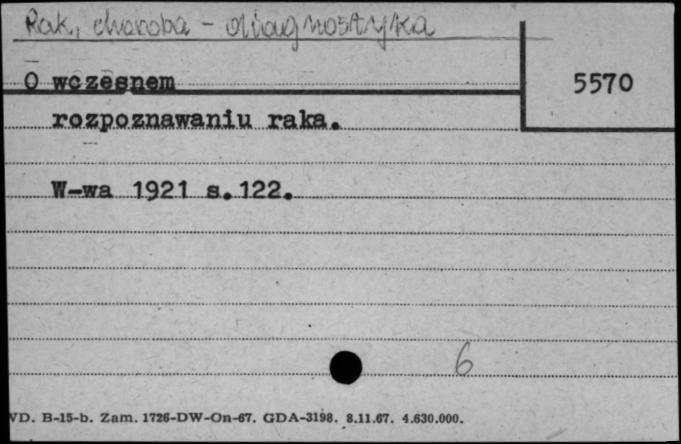 Rak, choroba - diagnostyka
O wczesnem
5570
rozpoznawaniu raka.
W-wa 1921 s.122.
6
VD. B-15-b. Zam. 1726-DW-On-67. GDA-3198. 8.11.67. 4.630.000.